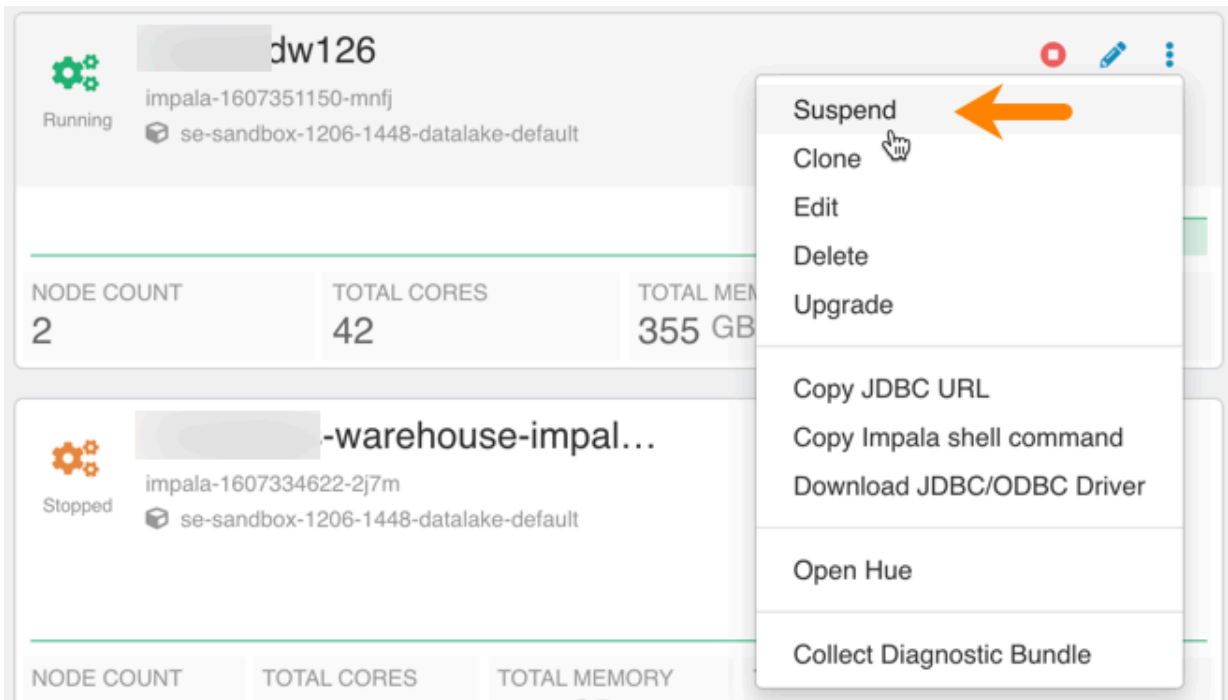 dw126
impala-1607351150-mnfj
Running
se-sandbox-1206-1448-datalake-default
NODE COUNT
TOTAL CORES
TOTAL
2
42
355 GB
Suspend
Clone
Edit
Delete
Upgrade
Copy JDBC URL
Copy Impala shell command
Download JDBC/ODBC Driver
Open Hue
Collect Diagnostic Bundle
-warehouse-impal...
impala-1607334622-2j7m
Stopped
se-sandbox-1206-1448-datalake-default
NODE COUNT
TOTAL CORES
TOTAL MEMORY